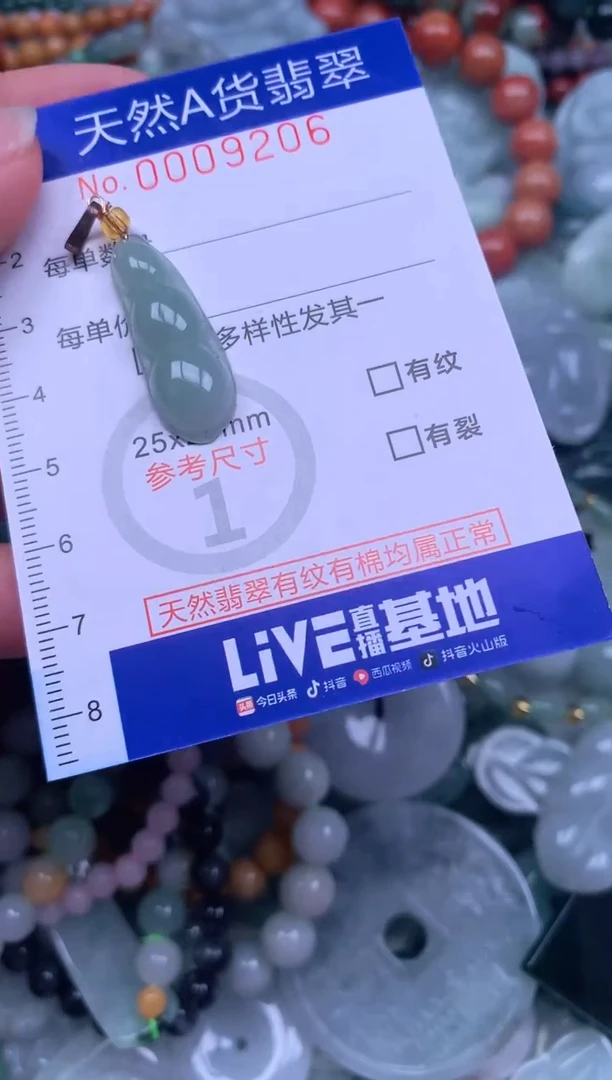 天然A货翡翠
No.0009206
每单数
每单价 多样性发其一
有纹
有裂
25x mm
参考尺寸
1
天然翡翠有纹有棉均属正常
LiVE直播基地
头条 今日头条 抖音 西瓜视频 抖音火山版
2
3
4
5
6
7
8